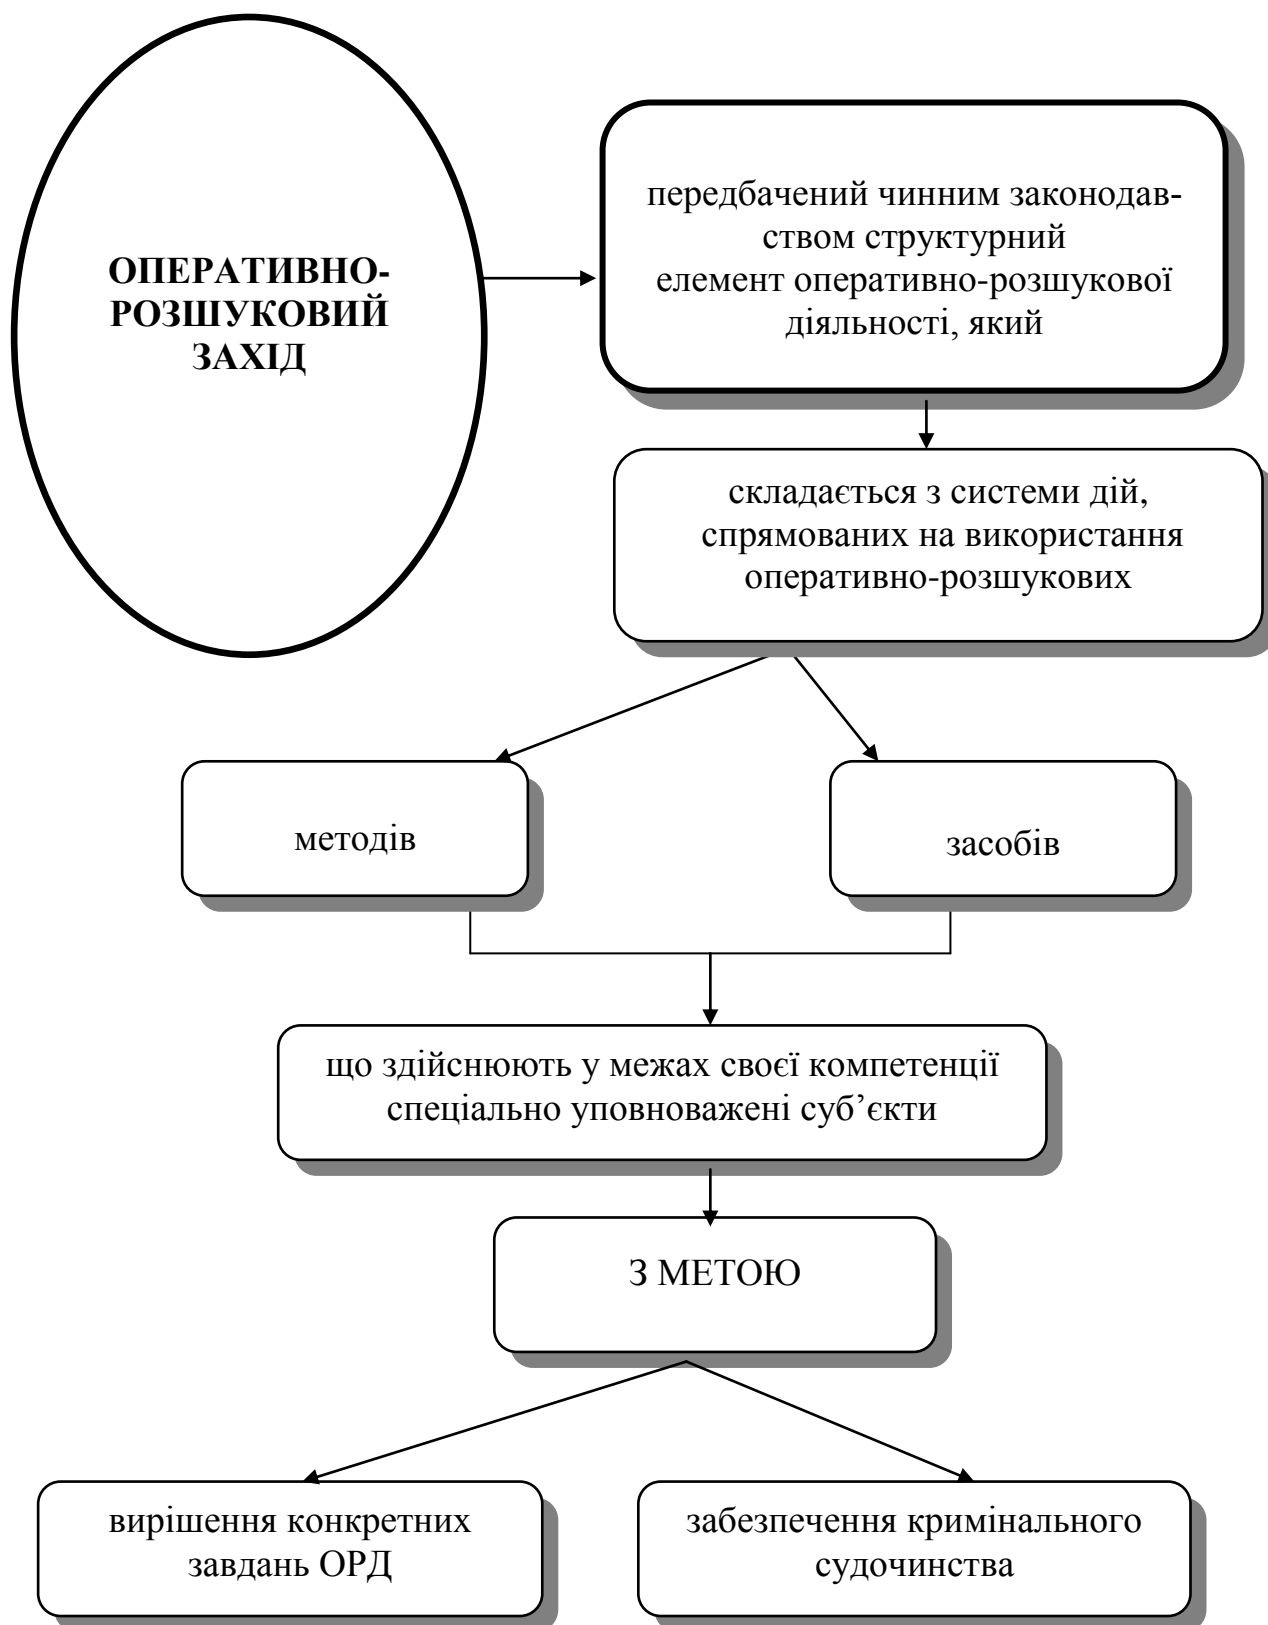 ОПЕРАТИВНО-
РОЗШУКОВИЙ
ЗАХІД
передбачений чинним законодав-
ством структурний
елемент оперативно-розшукової
діяльності, який
складається з системи дій,
спрямованих на використання
оперативно-розшукових
методів
засобів
що здійснюють у межах своєї компетенції
спеціально уповноважені суб’єкти
З МЕТОЮ
вирішення конкретних
завдань ОРД
забезпечення кримінального
судочинства